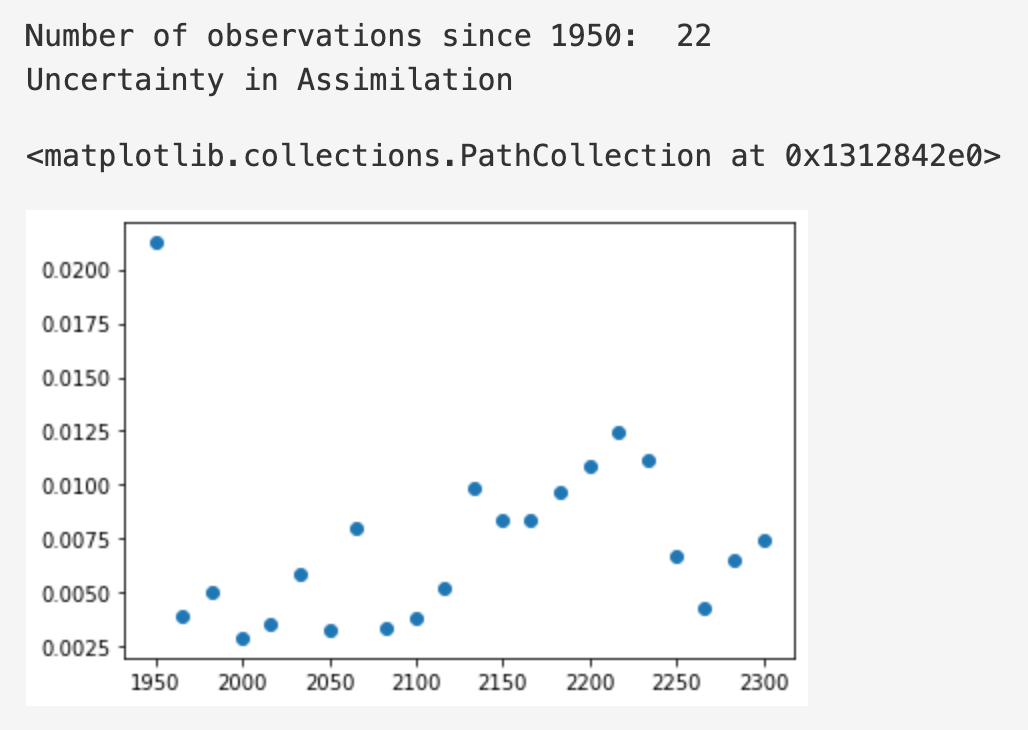 Number of observations since 1950:  22
Uncertainty in Assimilation
<matplotlib.collections.PathCollection at 0x1312842e0>
0.0200
0.0175
0.0150
0.0125
0.0100
0.0075
0.0050
0.0025
1950 2000 2050 2100 2150 2200 2250 2300